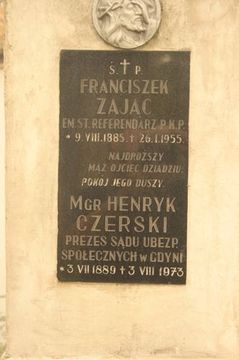 Ś. † P.
FRANCISZEK
ZAJĄC
EM. ST. REFERENDARZ P.K.P.
* 9.VIII.1885. † 26.I.1955.
NAJDROŻSZY
MĄŻ OJCIEC DZIADZIU.
POKÓJ JEGO DUSZY.
MGR HENRYK
CZERSKI
PREZES SĄDU UBEZP.
SPOŁECZNYCH W GDYNI
* 3 VII 1889 † 3 VIII 1973